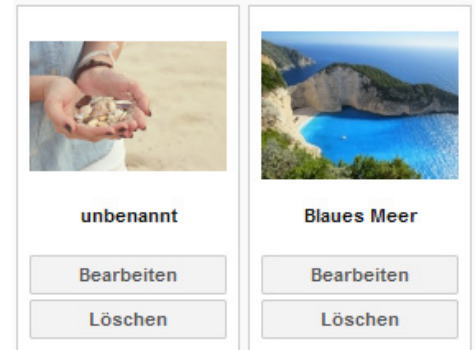 unbenannt
Bearbeiten
Löschen
Blaues Meer
Bearbeiten
Löschen